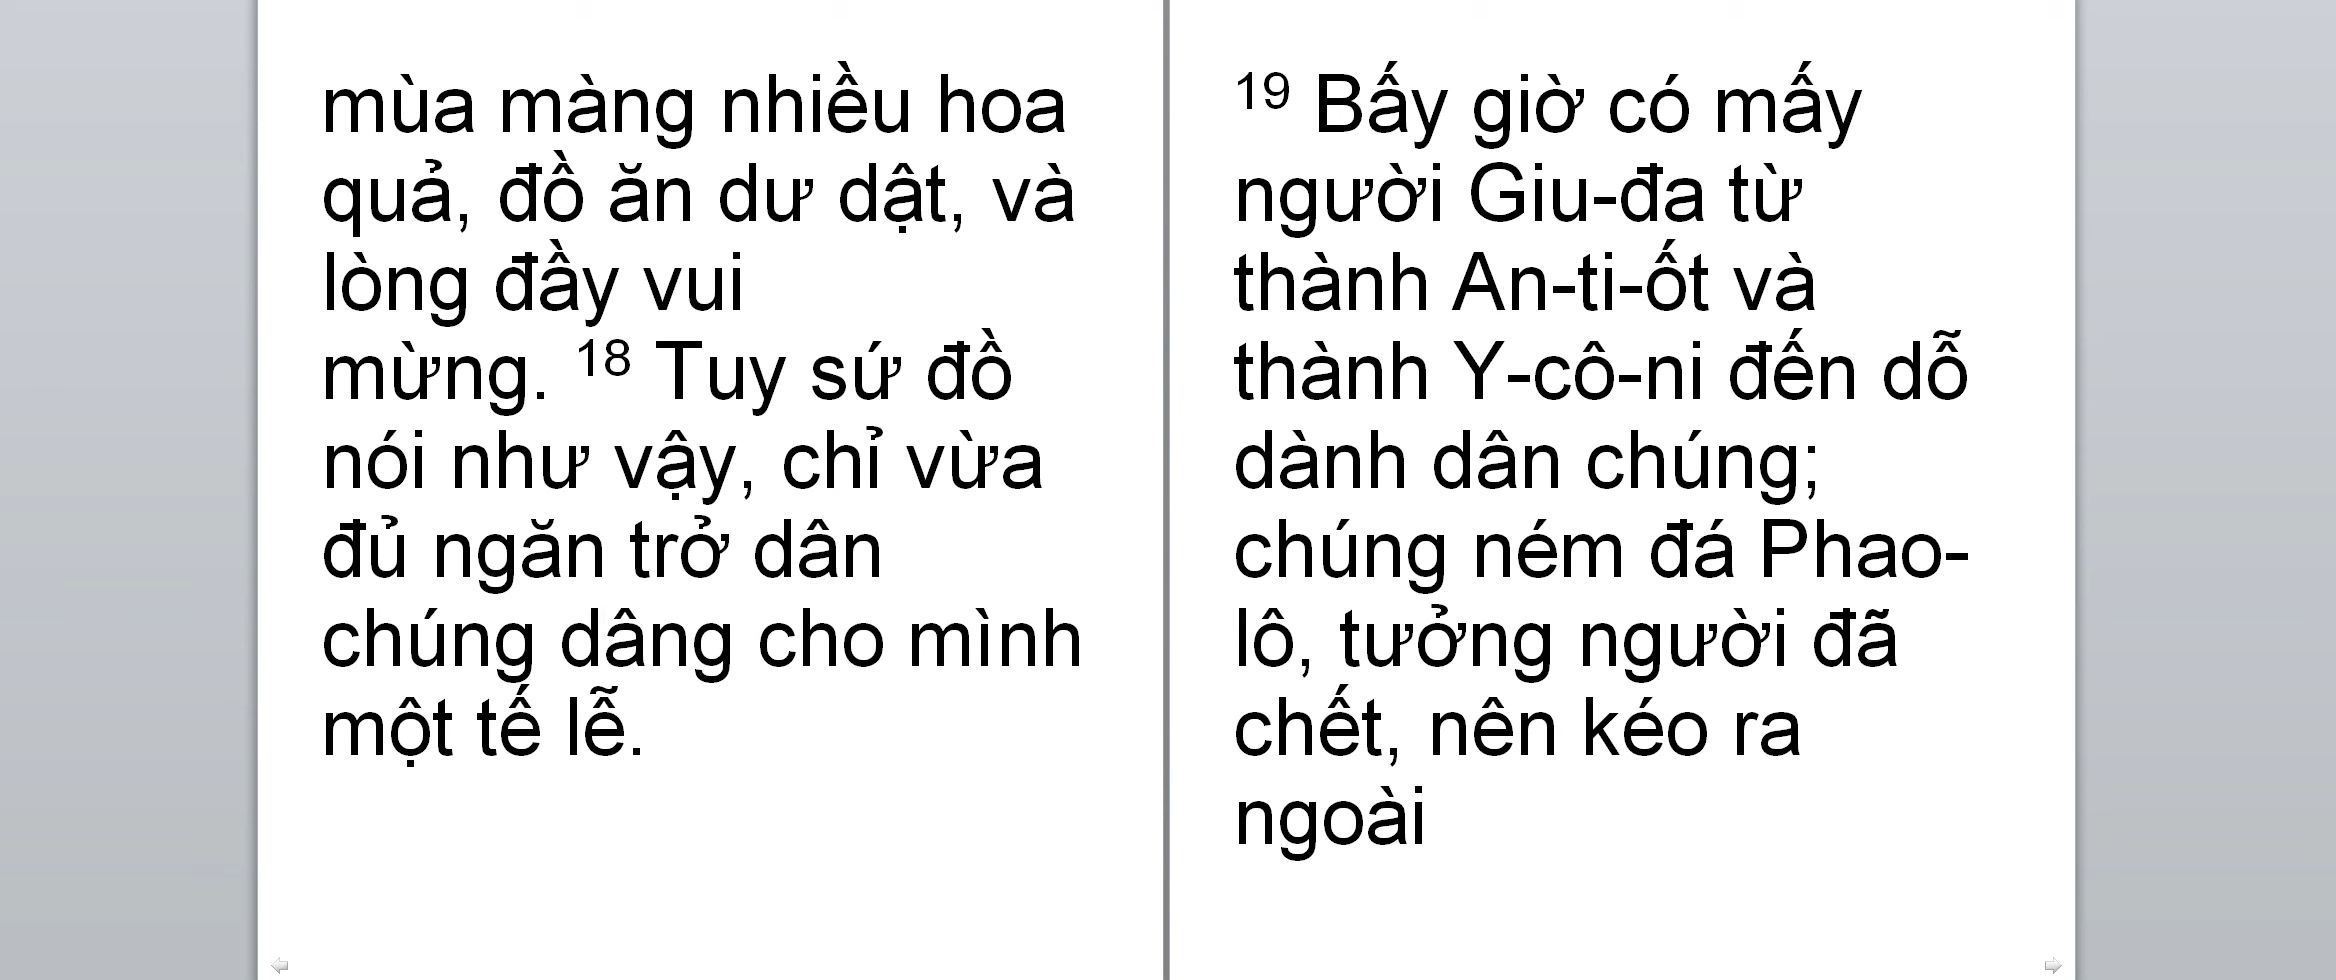 mùa màng nhiều hoa
quả, đồ ăn dư dật, và
lòng đầy vui
mừng. 18 Tuy sứ đồ
nói như vậy, chỉ vừa
đủ ngăn trở dân
chúng dâng cho mình
một tế lễ.
19 Bấy giờ có mấy
người Giu-đa từ
thành An-ti-ốt và
thành Y-cô-ni đến dỗ
dành dân chúng;
chúng ném đá Phao-
lô, tưởng người đã
chết, nên kéo ra
ngoài